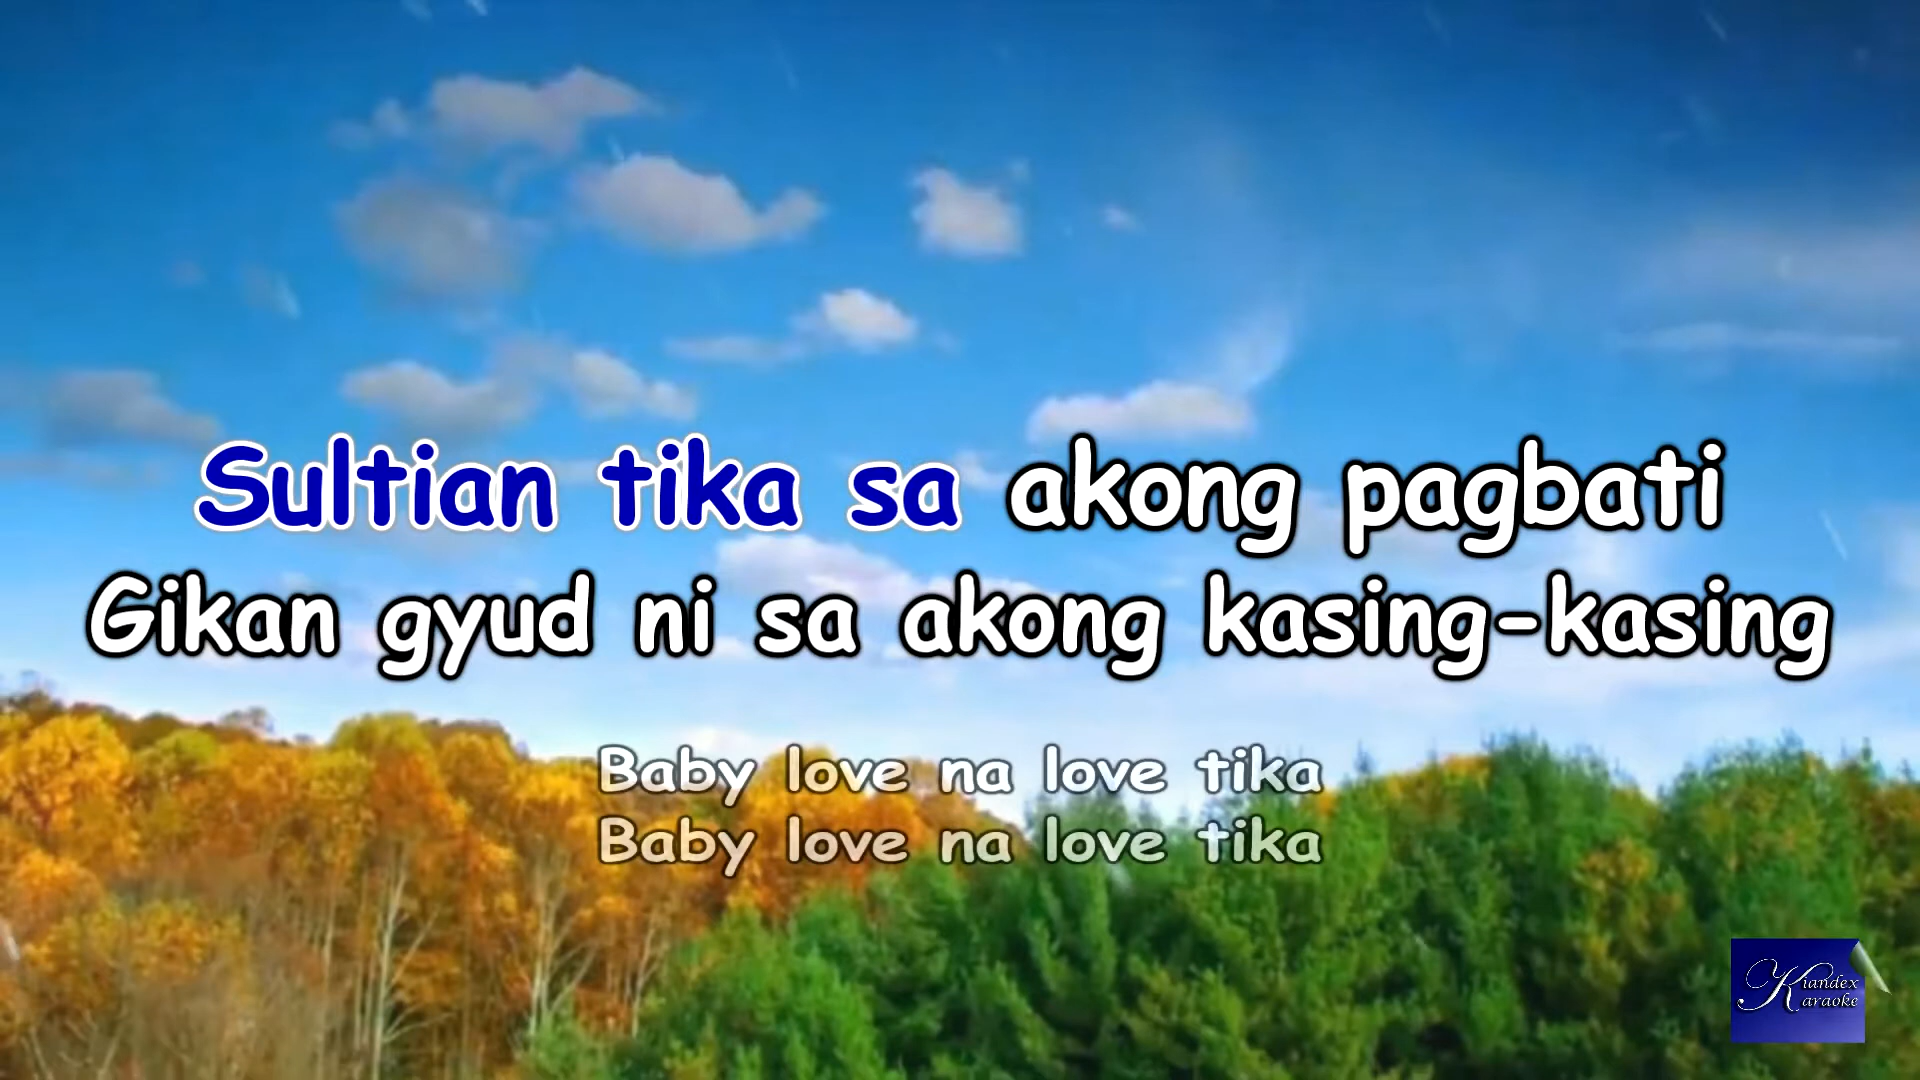 Sultian tika sa akong pagbati
Gikan gyud ni sa akong kasing-kasing
Baby love na love tika
Baby love na love tika
Kiandex
Karaoke